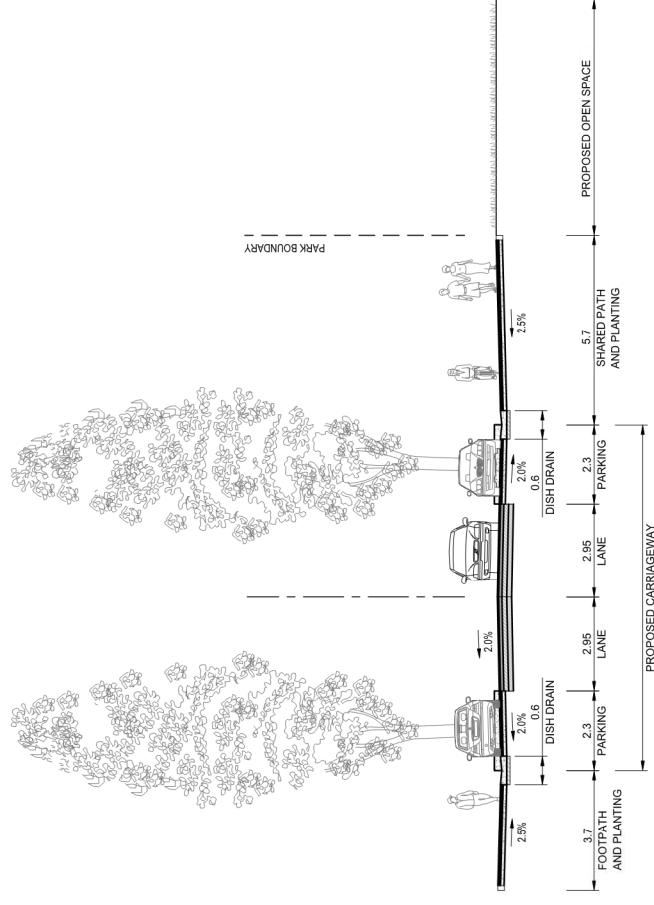 PARK BOUNDARY
2.5%
2.0%
2.0%
2.0%
2.5%
0.6
DISH DRAIN
0.6
DISH DRAIN
3.7
FOOTPATH
AND PLANTING
2.3
PARKING
2.95
LANE
2.95
LANE
2.3
PARKING
5.7
SHARED PATH
AND PLANTING
PROPOSED OPEN SPACE
PROPOSED CARRIAGEWAY